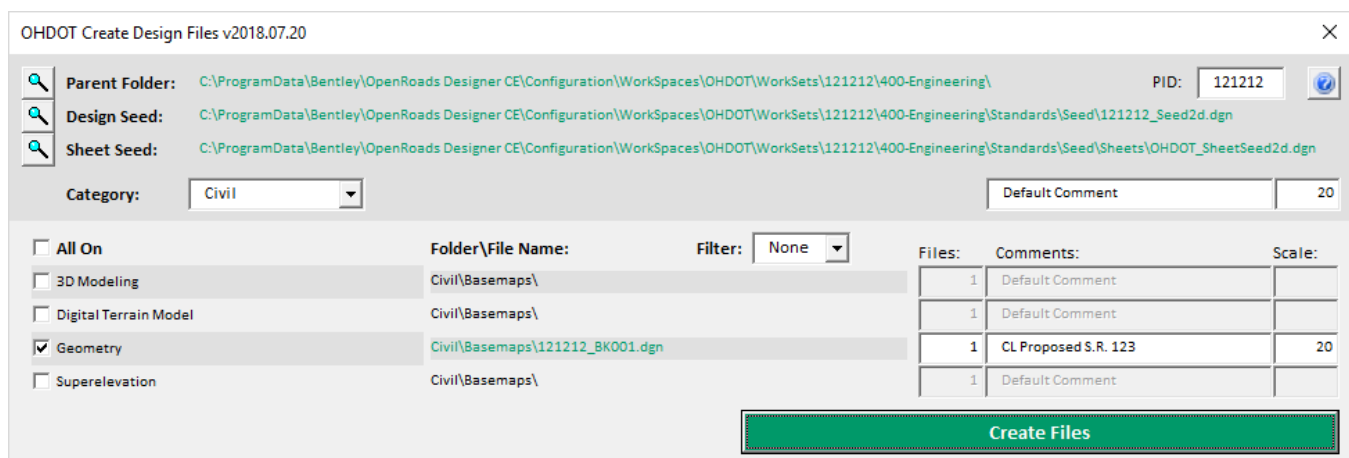 OHDOT Create Design Files v2018.07.20
Parent Folder: C:\ProgramData\Bentley\OpenRoads Designer CE\Configuration\WorkSpaces\OHDOT\WorkSets\121212\400-Engineering\ PID: 121212
Design Seed: C:\ProgramData\Bentley\OpenRoads Designer CE\Configuration\WorkSpaces\OHDOT\WorkSets\121212\400-Engineering\Standards\Seed\121212_Seed2d.dgn
Sheet Seed: C:\ProgramData\Bentley\OpenRoads Designer CE\Configuration\WorkSpaces\OHDOT\WorkSets\121212\400-Engineering\Standards\Seed\Sheets\OHDOT_SheetSeed2d.dgn
Category: Civil Default Comment 20
All On Folder\File Name: Filter: None Files: Comments: Scale:
3D Modeling Civil\Basemaps\ 1 Default Comment
Digital Terrain Model Civil\Basemaps\ 1 Default Comment
Geometry Civil\Basemaps\121212_BK001.dgn 1 CL Proposed S.R. 123 20
Superelevation Civil\Basemaps\ 1 Default Comment
Create Files